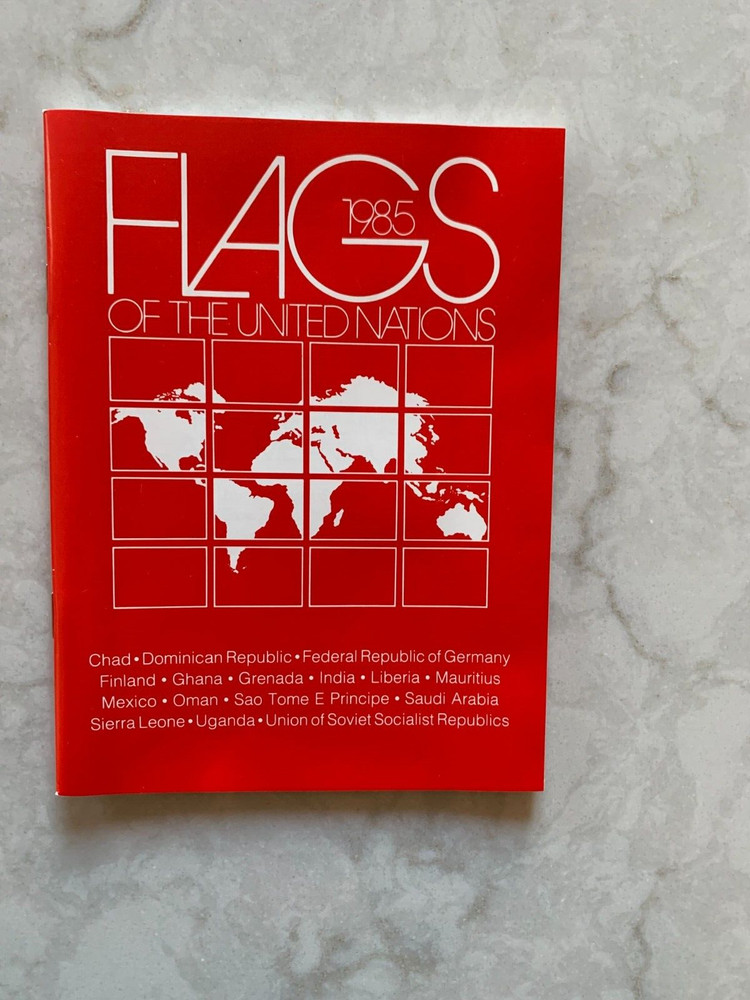 FLAGS
1985
OF THE UNITED NATIONS
Chad • Dominican Republic • Federal Republic of Germany
Finland • Ghana • Grenada • India • Liberia • Mauritius
Mexico • Oman • Sao Tome E Principe • Saudi Arabia
Sierra Leone • Uganda • Union of Soviet Socialist Republics